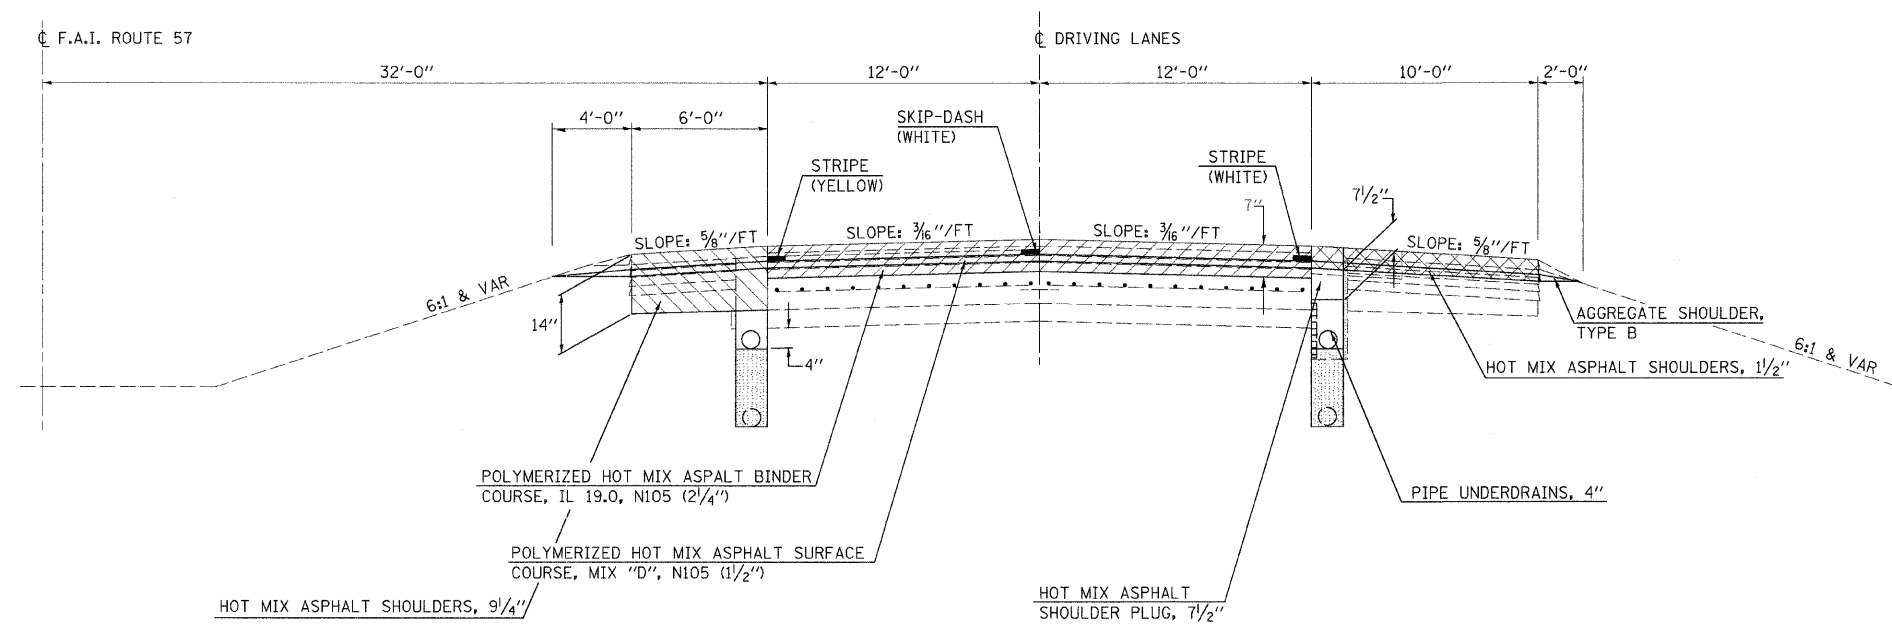 ℄ F.A.I. ROUTE 57
℄ DRIVING LANES
32'-0"
12'-0"
12'-0"
10'-0"
2'-0"
4'-0"
6'-0"
SKIP-DASH
(WHITE)
STRIPE
(YELLOW)
STRIPE
(WHITE)
7"
7½"
SLOPE: ⅝"/FT
SLOPE: 3/16"/FT
SLOPE: 3/16"/FT
SLOPE: ⅝"/FT
6:1 & VAR
14"
4"
AGGREGATE SHOULDER,
TYPE B
6:1 & VAR
HOT MIX ASPHALT SHOULDERS, 1½"
POLYMERIZED HOT MIX ASPALT BINDER
COURSE, IL 19.0, N105 (2¼")
PIPE UNDERDRAINS, 4"
POLYMERIZED HOT MIX ASPHALT SURFACE
COURSE, MIX "D", N105 (1½")
HOT MIX ASPHALT SHOULDERS, 9¼"
HOT MIX ASPHALT
SHOULDER PLUG, 7½"